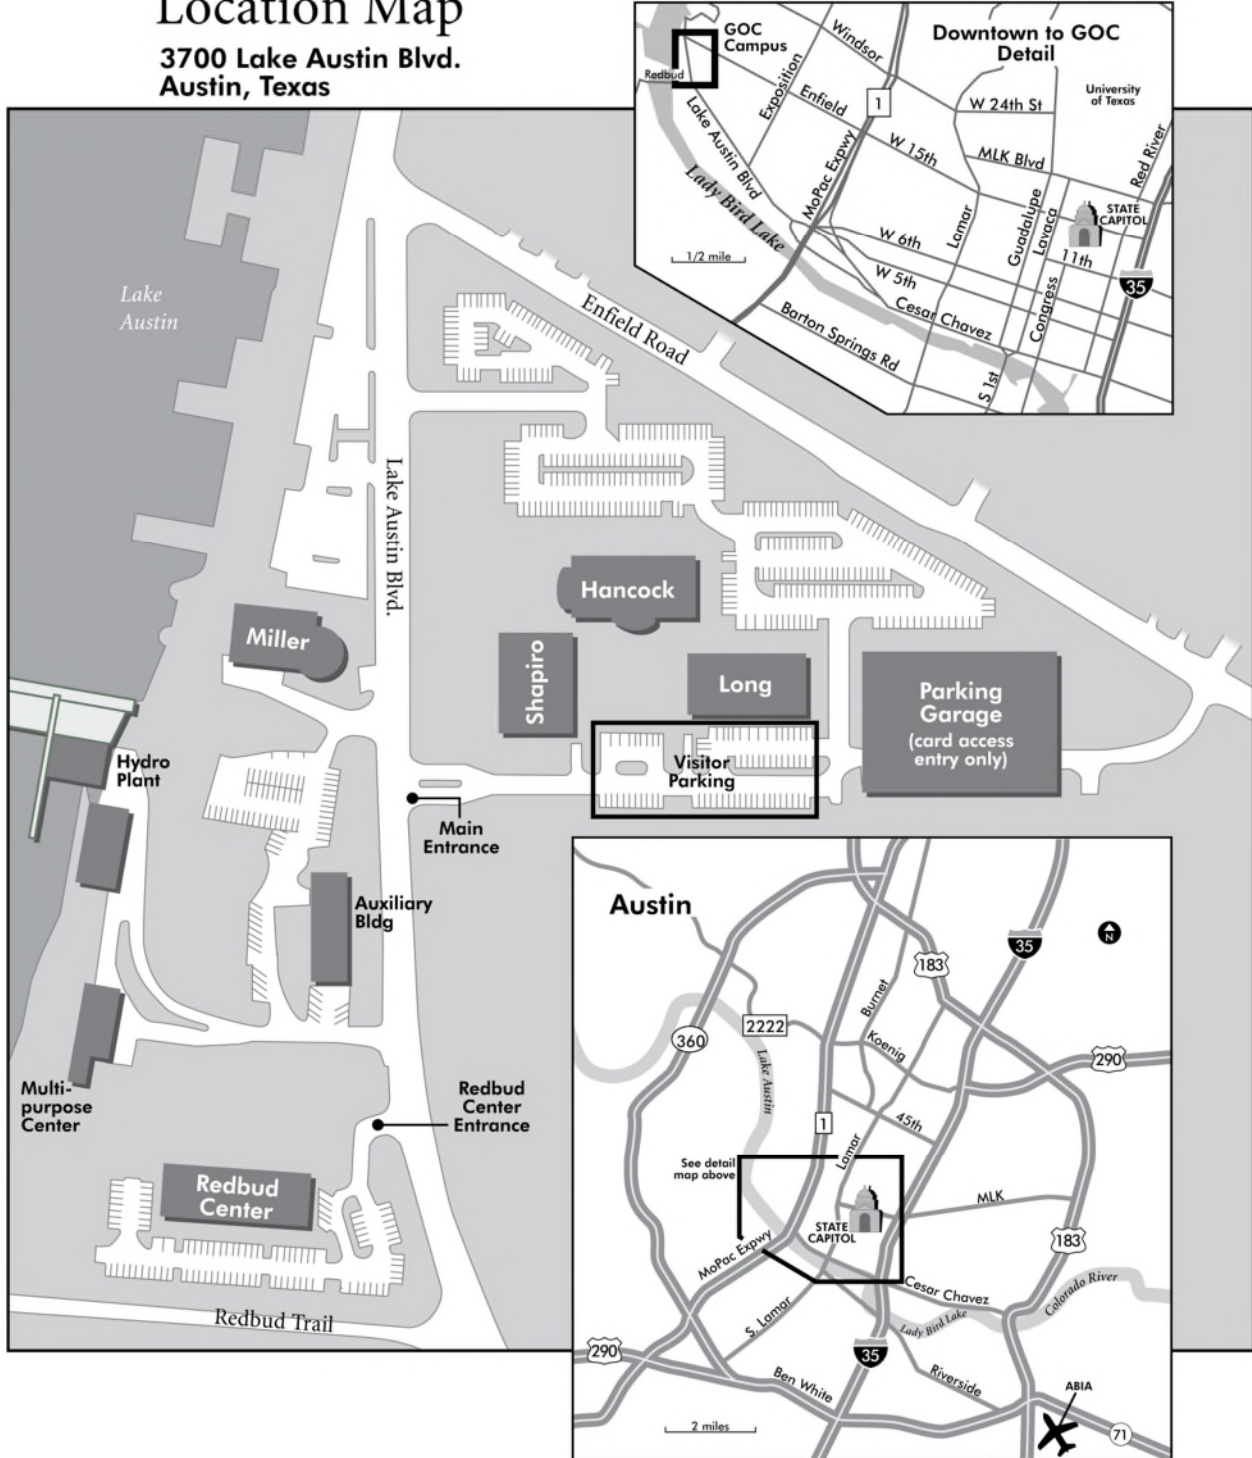 Location Map
3700 Lake Austin Blvd.
Austin, Texas
GOC
Campus
Windsor
Downtown to GOC
Detail
Redbud
Exposition
Enfield
1
W 24th St
University
of Texas
Lake Austin Blvd
W 15th
MLK Blvd
Red River
MoPac Expwy
Lady Bird Lake
Lamar
Guadalupe
Lavaca
STATE
CAPITOL
W 6th
11th
1/2 mile
W 5th
35
Cesar Chavez
Congress
Barton Springs Rd
S 1st
Lake
Austin
Enfield Road
Lake Austin Blvd.
Hancock
Miller
Shapiro
Long
Parking
Garage
(card access
entry only)
Hydro
Plant
Visitor
Parking
Main
Entrance
Auxiliary
Bldg
Multi-
purpose
Center
Redbud
Center
Entrance
Redbud
Center
Redbud Trail
Austin
35
N
183
Burnet
2222
360
Koenig
290
Lake Austin
1
45th
Lamar
See detail
map above
MLK
STATE
CAPITOL
183
MoPac Expwy
Cesar Chavez
Colorado River
S. Lamar
Lady Bird Lake
290
35
Ben White
Riverside
ABIA
2 miles
71